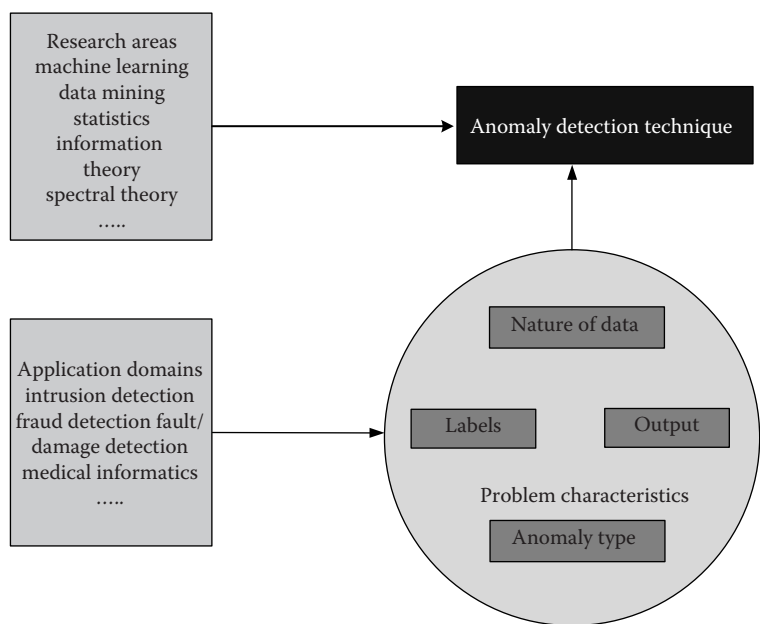 Research areas
machine learning
data mining
statistics
information
theory
spectral theory
.....
Anomaly detection technique
Application domains
intrusion detection
fraud detection fault/
damage detection
medical informatics
.....
Nature of data
Labels
Output
Problem characteristics
Anomaly type